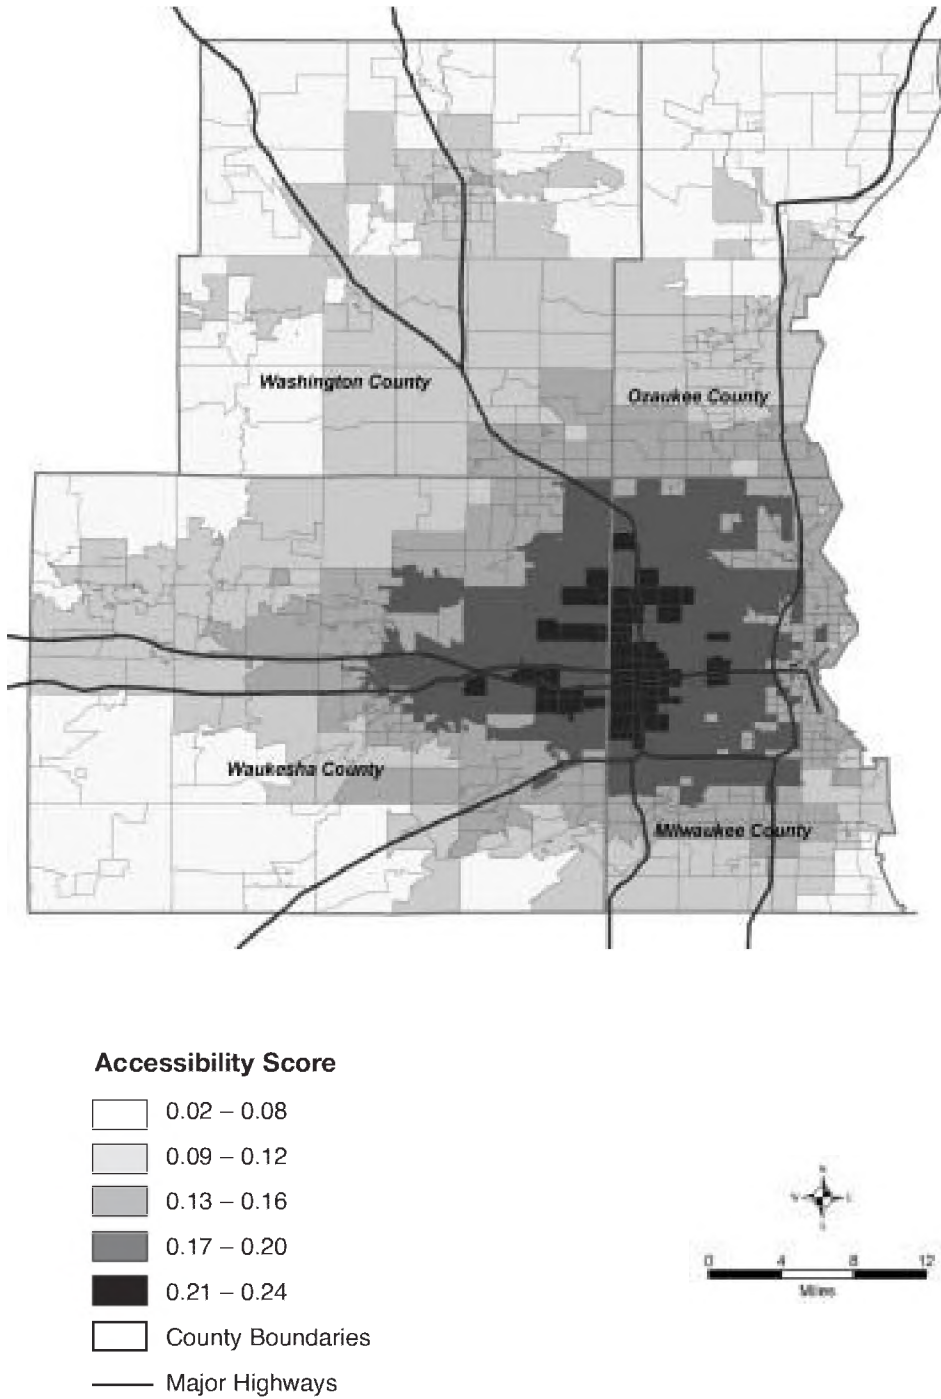 Washington County
Ozaukee County
Waukesha County
Milwaukee County
Accessibility Score
0.02 – 0.08
0.09 – 0.12
0.13 – 0.16
0.17 – 0.20
0.21 – 0.24
County Boundaries
Major Highways
N
0 4 8 12
Miles